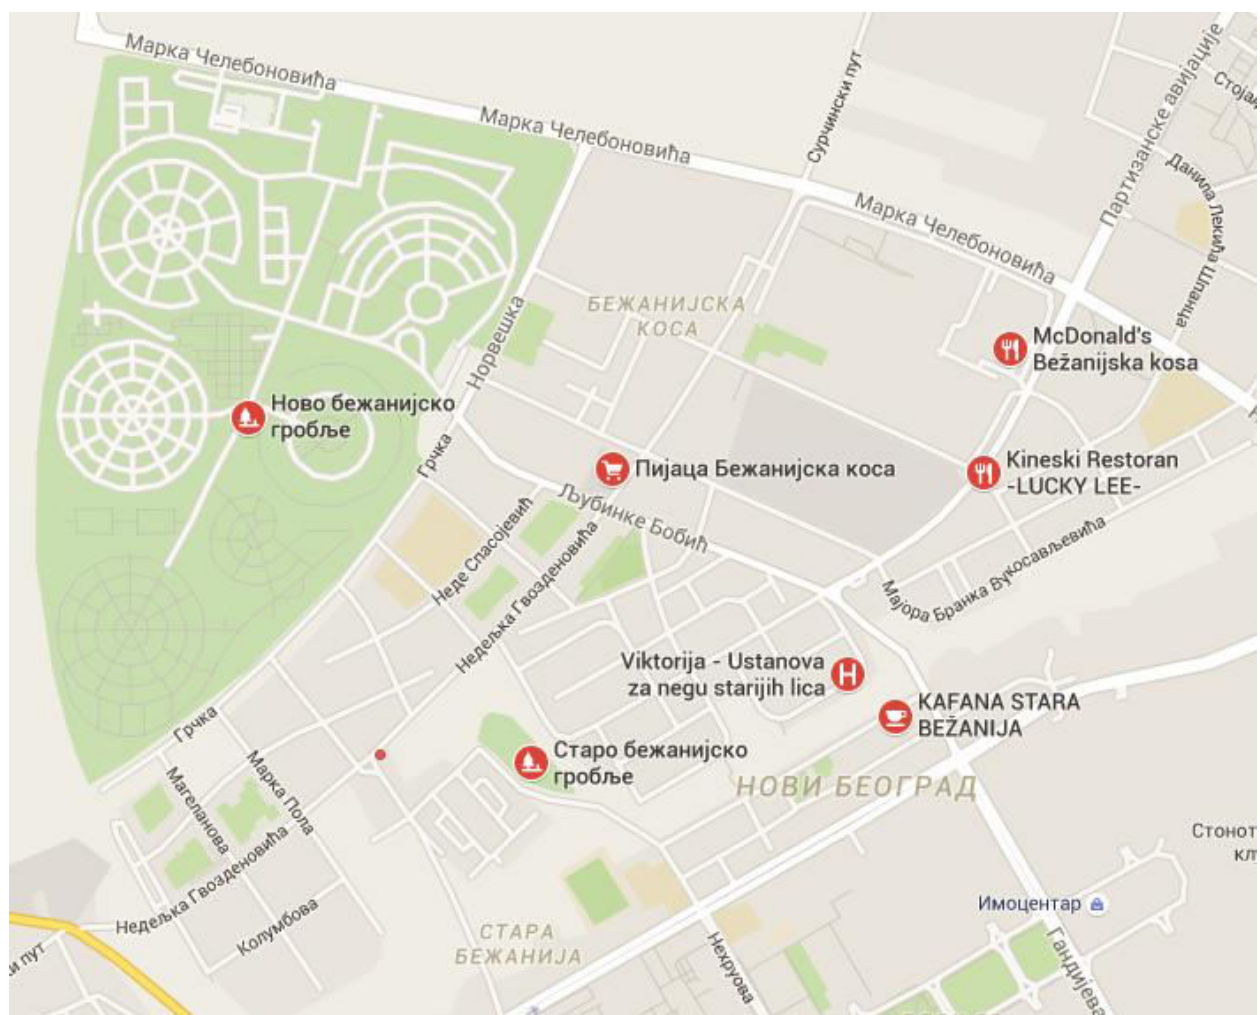 Марка Челебоновића
Марка Челебоновића
Сурчински пут
Партизанске авијације
Данила Лекића Шпанца
Марка Челебоновића
БЕЖАНИЈСКА
КОСА
Норвешка
McDonald's
Bežanijska kosa
Ново бежанијско
гробље
Грчка
Пијаца Бежанијска коса
Kineski Restoran
-LUCKY LEE-
Љубинке Бобић
Неде Спасојевић
Недељка Гвозденовића
Мајора Бранка Вукосављевића
Viktorija - Ustanova
za negu starijih lica
KAFANA STARA
BEŽANIJA
Грчка
Старо бежанијско
гробље
НОВИ БЕОГРАД
Магеланова
Марка Пола
Недељка Гвозденовића
Колумбова
СТАРА
БЕЖАНИЈА
Нехруова
Имоцентар
Гандијева
пут